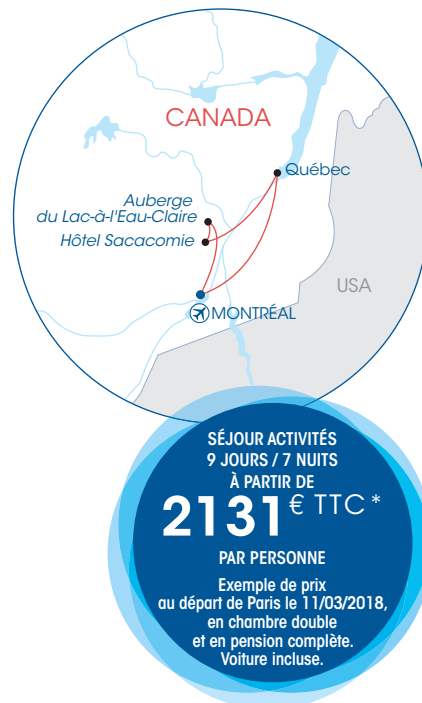 CANADA
Québec
Auberge
du Lac-à-l'Eau-Claire
Hôtel Sacacomie
USA
MONTRÉAL
SÉJOUR ACTIVITÉS
9 JOURS / 7 NUITS
À PARTIR DE
2131 € TTC *
PAR PERSONNE
Exemple de prix
au départ de Paris le 11/03/2018,
en chambre double
et en pension complète.
Voiture incluse.